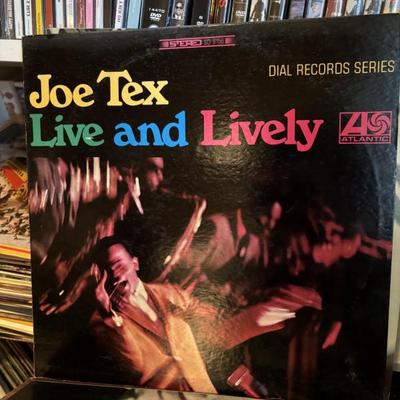 STEREO
DIAL RECORDS SERIES
Joe Tex
Live and Lively
ATLANTIC